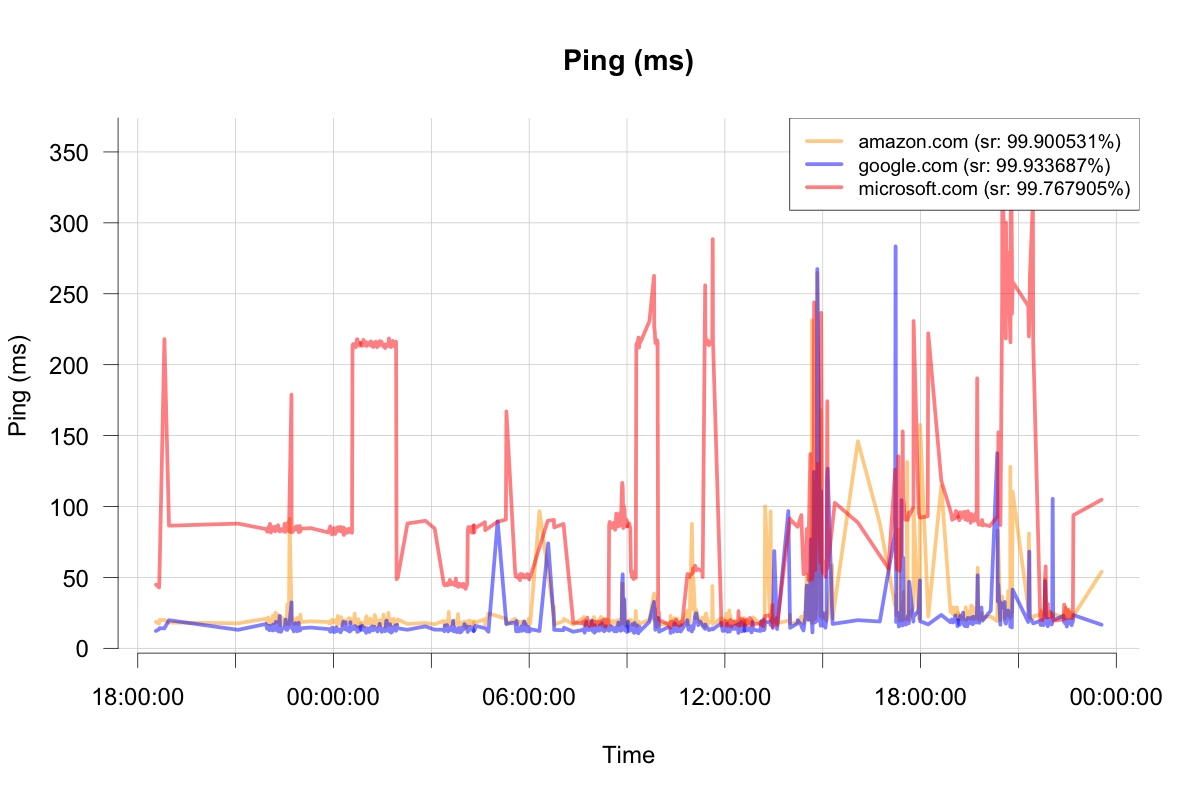 Ping (ms)
amazon.com (sr: 99.900531%)
google.com (sr: 99.933687%)
microsoft.com (sr: 99.767905%)
350
300
250
200
150
100
50
0
Ping (ms)
18:00:00 00:00:00 06:00:00 12:00:00 18:00:00 00:00:00
Time